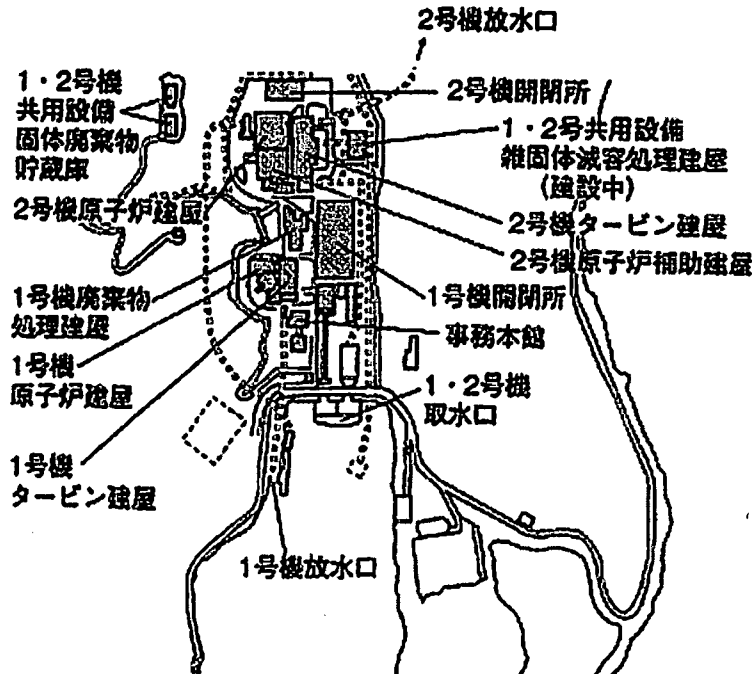 2号機放水口
1・2号機
共用設備
固体廃棄物
貯蔵庫
2号機開閉所
1・2号共用設備
雑固体減容処理建屋
(建設中)
2号機原子炉建屋
2号機タービン建屋
2号機原子炉補助建屋
1号機廃棄物
処理建屋
1号機開閉所
事務本館
1号機
原子炉建屋
1・2号機
取水口
1号機
タービン建屋
1号機放水口